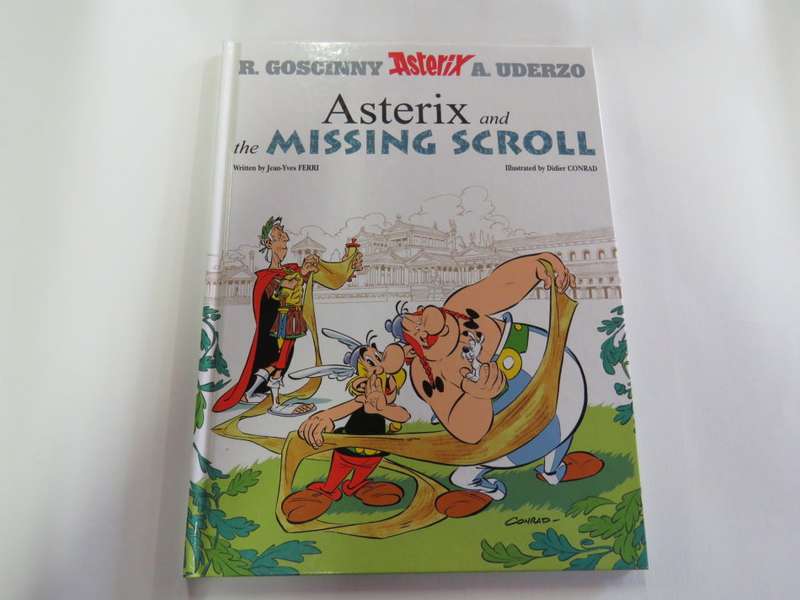 R. GOSCINNY Asterix A. UDERZO
Asterix and
the MISSING SCROLL
Written by Jean-Yves FERRI Illustrated by Didier CONRAD
CONRAD